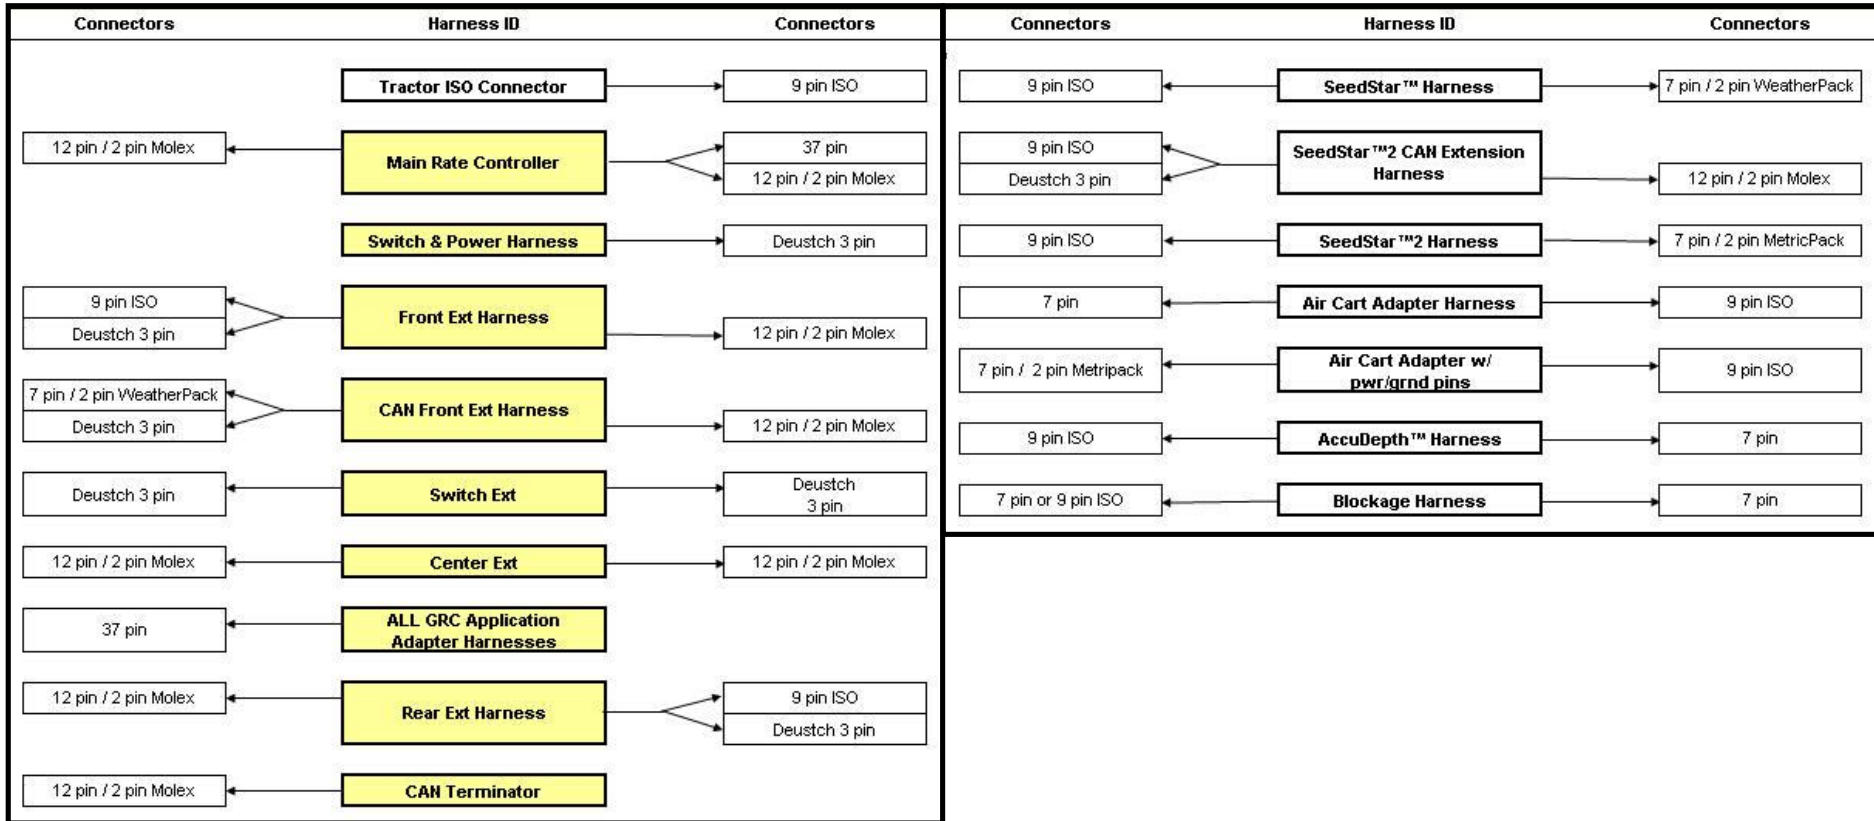 Connectors Harness ID Connectors
Tractor ISO Connector 9 pin ISO
12 pin / 2 pin Molex Main Rate Controller 37 pin
12 pin / 2 pin Molex
Switch & Power Harness Deustch 3 pin
9 pin ISO Front Ext Harness
Deustch 3 pin 12 pin / 2 pin Molex
7 pin / 2 pin WeatherPack CAN Front Ext Harness
Deustch 3 pin 12 pin / 2 pin Molex
Deustch 3 pin Switch Ext Deustch
3 pin
12 pin / 2 pin Molex Center Ext 12 pin / 2 pin Molex
37 pin ALL GRC Application
Adapter Harnesses
12 pin / 2 pin Molex Rear Ext Harness 9 pin ISO
Deustch 3 pin
12 pin / 2 pin Molex CAN Terminator
Connectors Harness ID Connectors
9 pin ISO SeedStar™ Harness 7 pin / 2 pin WeatherPack
9 pin ISO SeedStar™2 CAN Extension
Deustch 3 pin Harness 12 pin / 2 pin Molex
9 pin ISO SeedStar™2 Harness 7 pin / 2 pin MetricPack
7 pin Air Cart Adapter Harness 9 pin ISO
7 pin / 2 pin Metripack Air Cart Adapter w/ 9 pin ISO
pwr/grnd pins
9 pin ISO AccuDepth™ Harness 7 pin
7 pin or 9 pin ISO Blockage Harness 7 pin